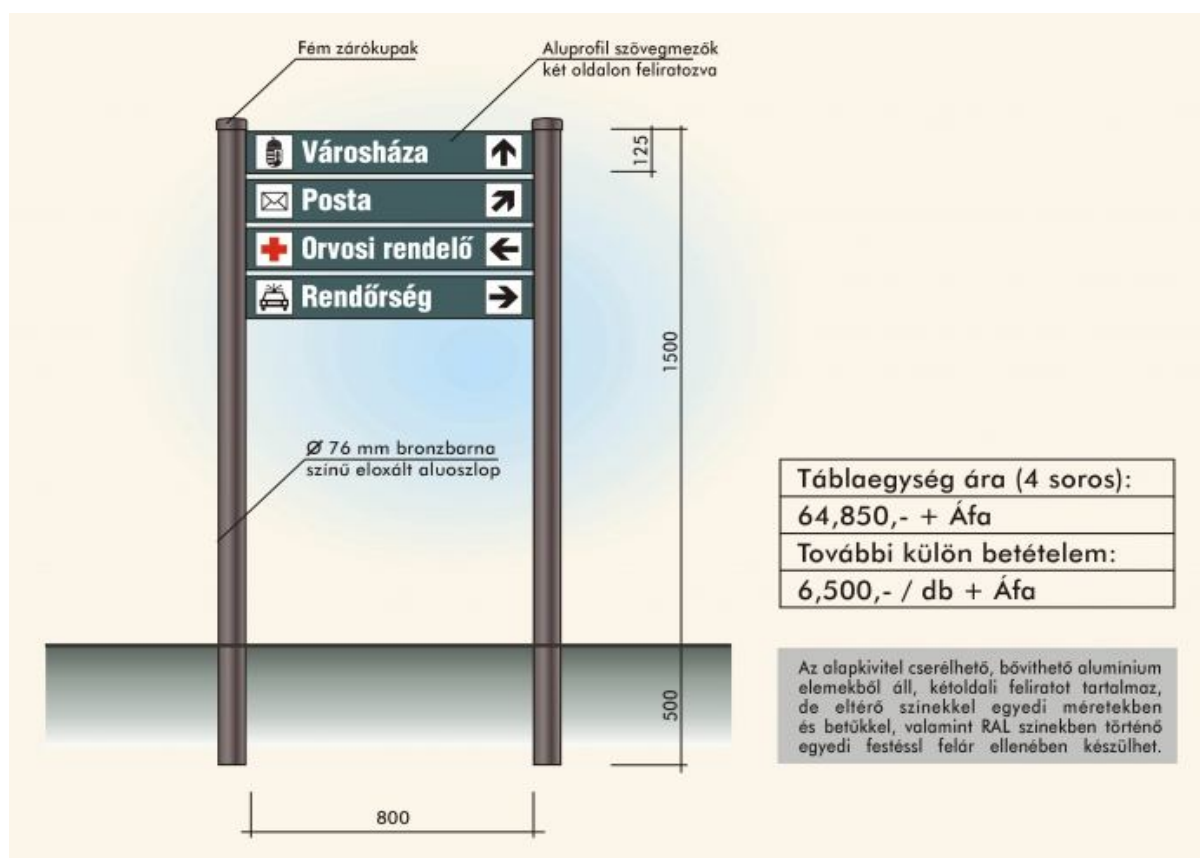 Fém zárókupak
Aluprofil szövegmezők
két oldalon feliratozva
Városháza
Posta
Orvosi rendelő
Rendőrség
125
1500
Ø 76 mm bronzbarna
színű eloxált aluoszlop
500
800
Táblaegység ára (4 soros):
64,850,- + Áfa
További külön betételem:
6,500,- / db + Áfa
Az alapkivitel cserélhető, bővíthető alumínium
elemekből áll, kétoldali feliratot tartalmaz,
de eltérő szinekkel egyedi méretekben
és betűkkel, valamint RAL szinekben történő
egyedi festéssl felár ellenében készülhet.